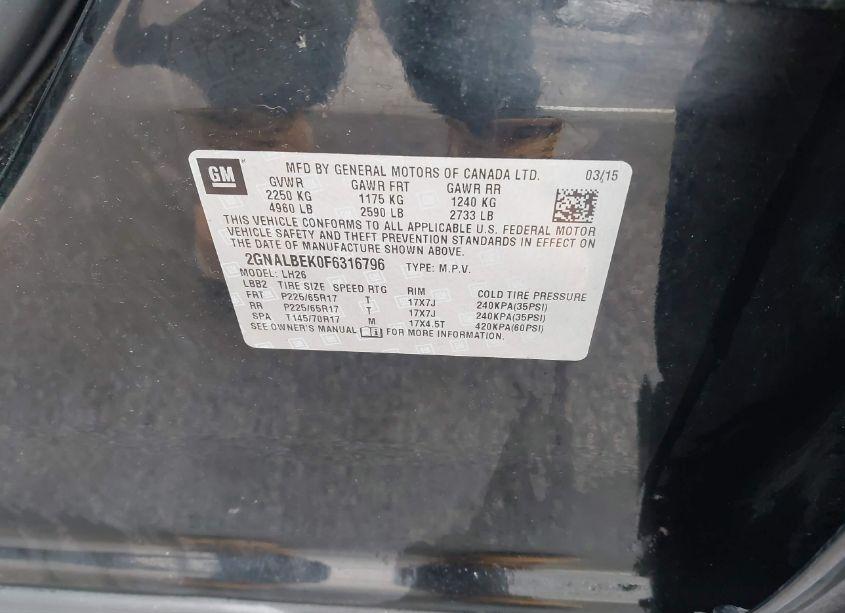 GM
MFD BY GENERAL MOTORS OF CANADA LTD. 03/15
GVWR GAWR FRT GAWR RR
2250 KG 1175 KG 1240 KG
4960 LB 2590 LB 2733 LB
THIS VEHICLE CONFORMS TO ALL APPLICABLE U.S. FEDERAL MOTOR
VEHICLE SAFETY AND THEFT PREVENTION STANDARDS IN EFFECT ON
THE DATE OF MANUFACTURE SHOWN ABOVE.
2GNALBEK0F6316796 TYPE: M.P.V.
MODEL: LH26
LBB2 TIRE SIZE SPEED RTG RIM COLD TIRE PRESSURE
FRT P225/65R17 T 17X7J 240KPA(35PSI)
RR P225/65R17 T 17X7J 240KPA(35PSI)
SPA T145/70R17 M 17X4.5T 420KPA(60PSI)
SEE OWNER'S MANUAL FOR MORE INFORMATION.